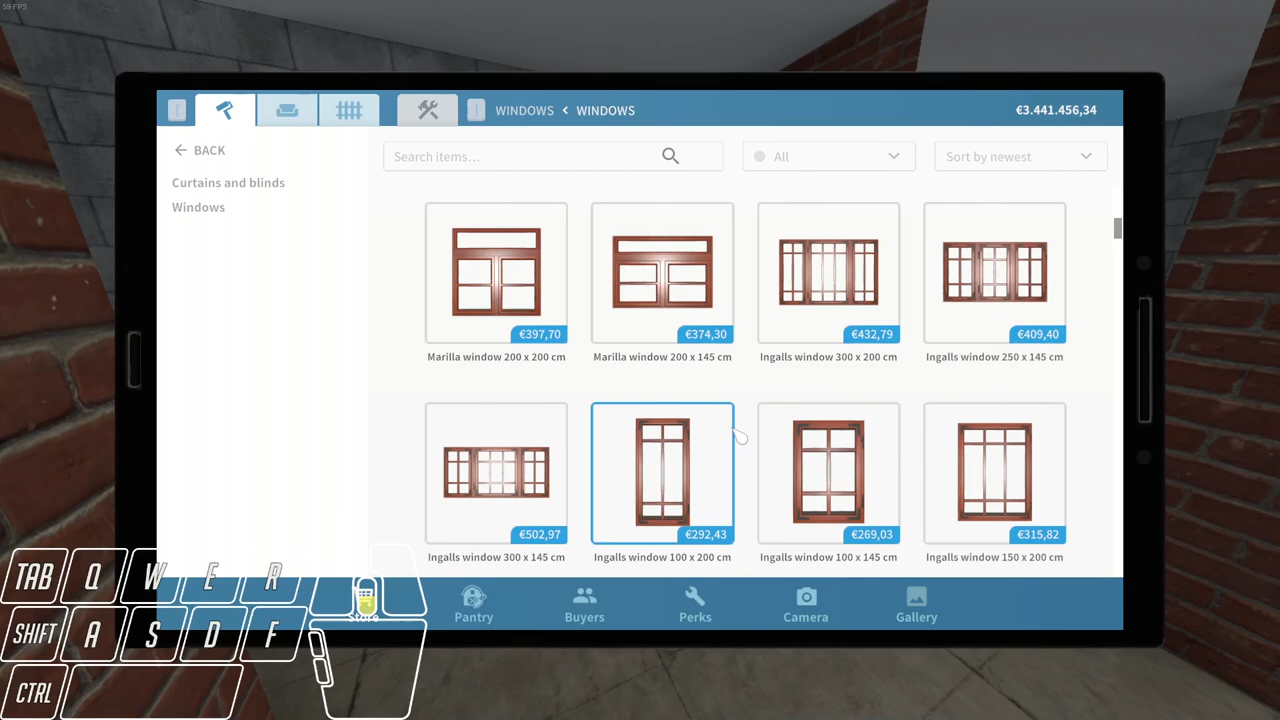 59 FPS
WINDOWS < WINDOWS
€3.441.456,34
BACK
Search items...
All
Sort by newest
Curtains and blinds
Windows
€397,70
€374,30
€432,79
€409,40
Marilla window 200 x 200 cm
Marilla window 200 x 145 cm
Ingalls window 300 x 200 cm
Ingalls window 250 x 145 cm
€502,97
€292,43
€269,03
€315,82
Ingalls window 300 x 145 cm
Ingalls window 100 x 200 cm
Ingalls window 100 x 145 cm
Ingalls window 150 x 200 cm
Store
Pantry
Buyers
Perks
Camera
Gallery
TAB Q W E R
SHIFT A S D F
CTRL